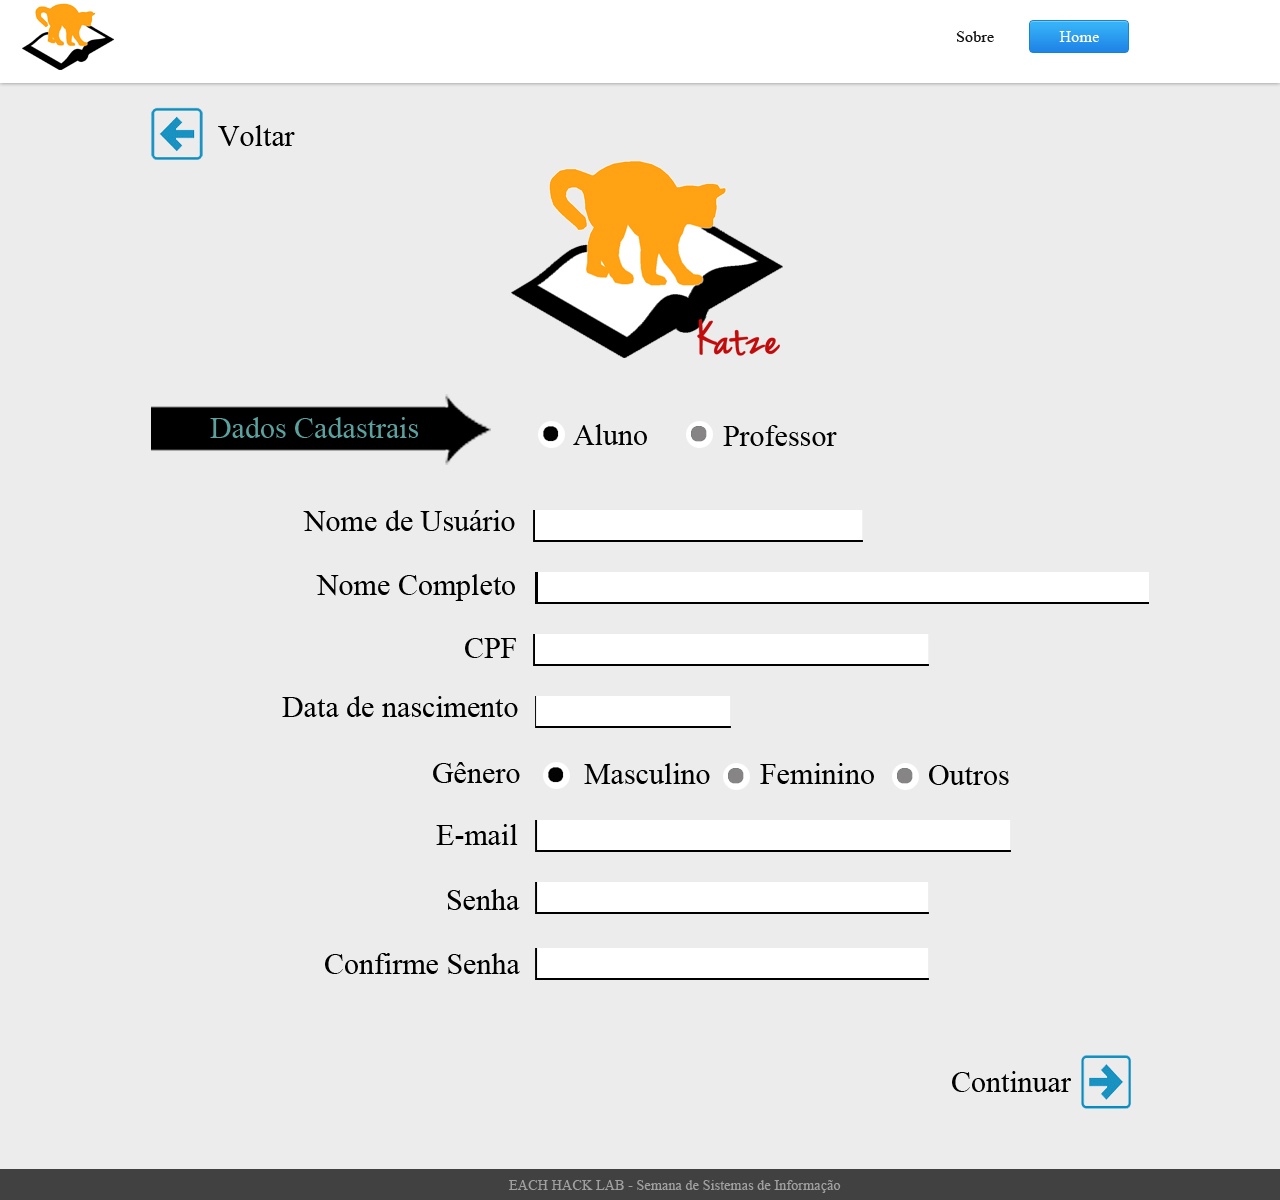 Sobre Home
Voltar
Katze
Dados Cadastrais
Aluno Professor
Nome de Usuário
Nome Completo
CPF
Data de nascimento
Gênero Masculino Feminino Outros
E-mail
Senha
Confirme Senha
Continuar
EACH HACK LAB - Semana de Sistemas de Informação